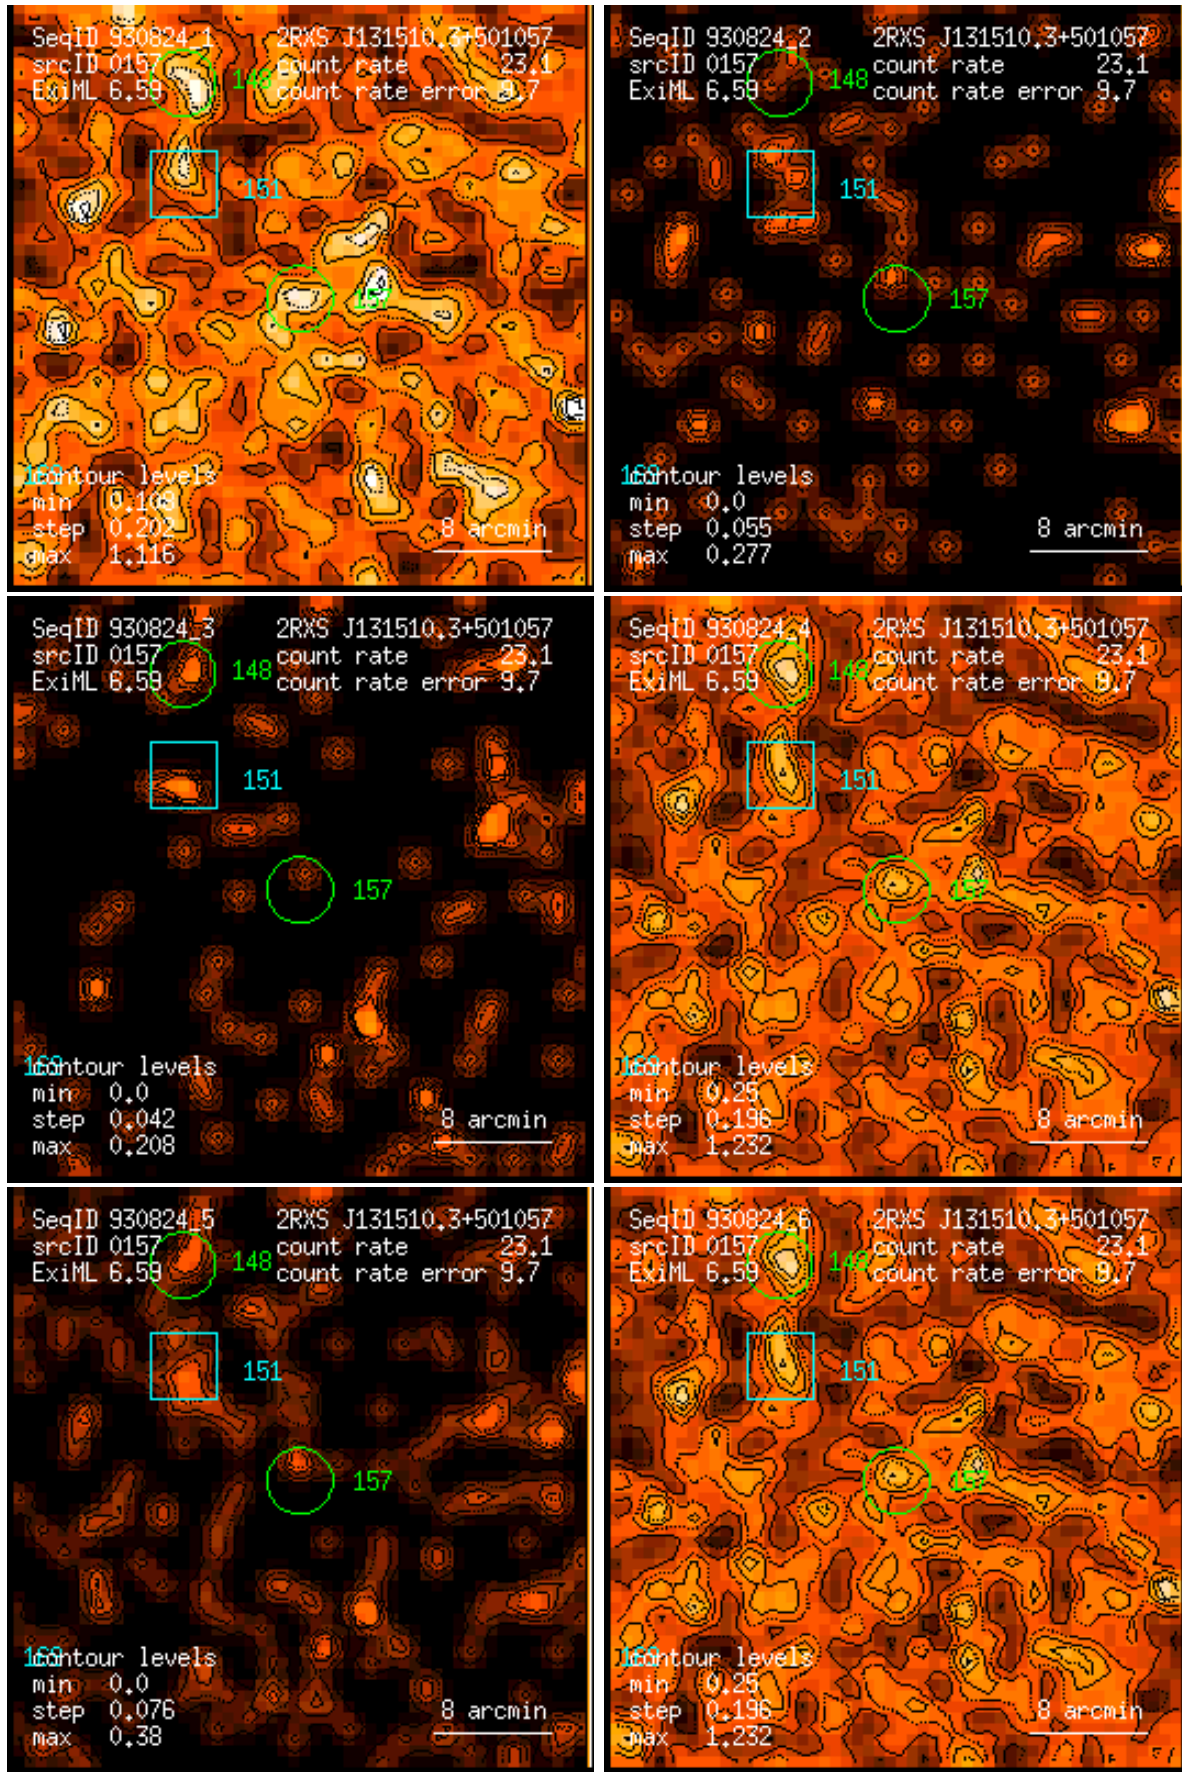 SeqID 930824_1 2RXS J131510.3+501057
srcID 0157 count rate 23.1
ExiML 6.59 count rate error 9.7
148
151
157
contour levels
min 0.108
step 0.202 8 arcmin
max 1.116
SeqID 930824_2 2RXS J131510.3+501057
srcID 0157 count rate 23.1
ExiML 6.59 count rate error 9.7
148
151
157
contour levels
min 0.0
step 0.055 8 arcmin
max 0.277
SeqID 930824_3 2RXS J131510.3+501057
srcID 0157 count rate 23.1
ExiML 6.59 count rate error 9.7
148
151
157
contour levels
min 0.0
step 0.042 8 arcmin
max 0.208
SeqID 930824_4 2RXS J131510.3+501057
srcID 0157 count rate 23.1
ExiML 6.59 count rate error 9.7
148
151
157
contour levels
min 0.25
step 0.196 8 arcmin
max 1.232
SeqID 930824_5 2RXS J131510.3+501057
srcID 0157 count rate 23.1
ExiML 6.59 count rate error 9.7
148
151
157
contour levels
min 0.0
step 0.076 8 arcmin
max 0.38
SeqID 930824_6 2RXS J131510.3+501057
srcID 0157 count rate 23.1
ExiML 6.59 count rate error 9.7
148
151
157
contour levels
min 0.25
step 0.196 8 arcmin
max 1.232